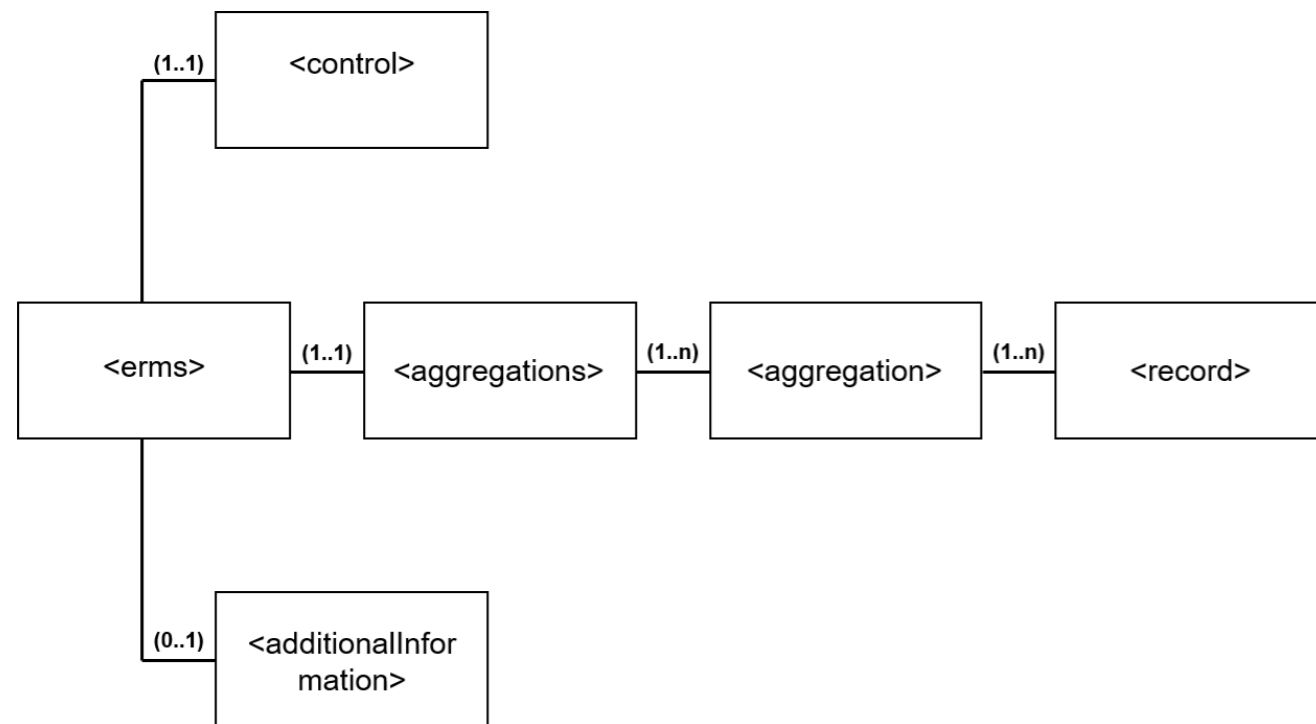 (1..1)
<control>
<erms>
(1..1)
<aggregations>
(1..n)
<aggregation>
(1..n)
<record>
(0..1)
<additionalInfor
mation>